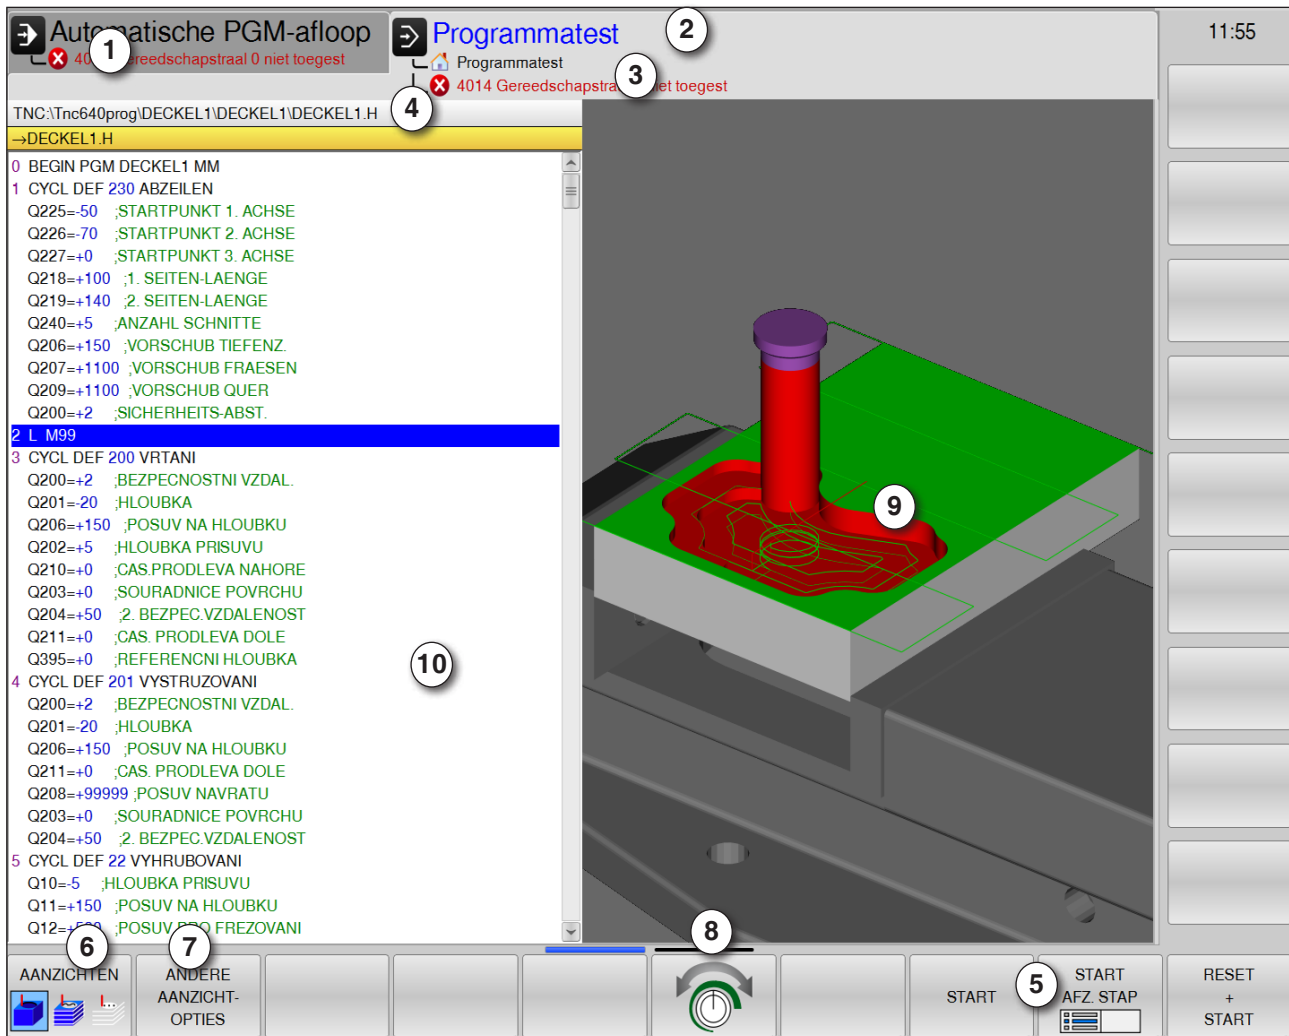 Automatische PGM-afloop
Programmatest
11:55
1
2
3
4
Gereedschapstraal 0 niet toegest
Programmatest
4014 Gereedschapstra niet toegest
TNC:\Tnc640prog\DECKEL1\DECKEL1\DECKEL1.H
→DECKEL1.H
0 BEGIN PGM DECKEL1 MM
1 CYCL DEF 230 ABZEILEN
Q225=-50 ;STARTPUNKT 1. ACHSE
Q226=-70 ;STARTPUNKT 2. ACHSE
Q227=+0 ;STARTPUNKT 3. ACHSE
Q218=+100 ;1. SEITEN-LAENGE
Q219=+140 ;2. SEITEN-LAENGE
Q240=+5 ;ANZAHL SCHNITTE
Q206=+150 ;VORSCHUB TIEFENZ.
Q207=+1100 ;VORSCHUB FRAESEN
Q209=+1100 ;VORSCHUB QUER
Q200=+2 ;SICHERHEITS-ABST.
2 L M99
3 CYCL DEF 200 VRTANI
Q200=+2 ;BEZPECNOSTNI VZDAL.
Q201=-20 ;HLOUBKA
Q206=+150 ;POSUV NA HLOUBKU
Q202=+5 ;HLOUBKA PRISUVU
Q210=+0 ;CAS.PRODLEVA NAHORE
Q203=+0 ;SOURADNICE POVRCHU
Q204=+50 ;2. BEZPEC.VZDALENOST
Q211=+0 ;CAS. PRODLEVA DOLE
Q395=+0 ;REFERENCNI HLOUBKA
4 CYCL DEF 201 VYSTRUZOVANI
Q200=+2 ;BEZPECNOSTNI VZDAL.
Q201=-20 ;HLOUBKA
Q206=+150 ;POSUV NA HLOUBKU
Q211=+0 ;CAS. PRODLEVA DOLE
Q208=+99999 ;POSUV NAVRATU
Q203=+0 ;SOURADNICE POVRCHU
Q204=+50 ;2. BEZPEC.VZDALENOST
5 CYCL DEF 22 VYHRUBOVANI
Q10=-5 ;HLOUBKA PRISUVU
Q11=+150 ;POSUV NA HLOUBKU
Q12= ;POSUV PRO FREZOVANI
9
10
6
7
8
5
AANZICHTEN
ANDERE
AANZICHT-
OPTIES
START
START
AFZ. STAP
RESET
+
START